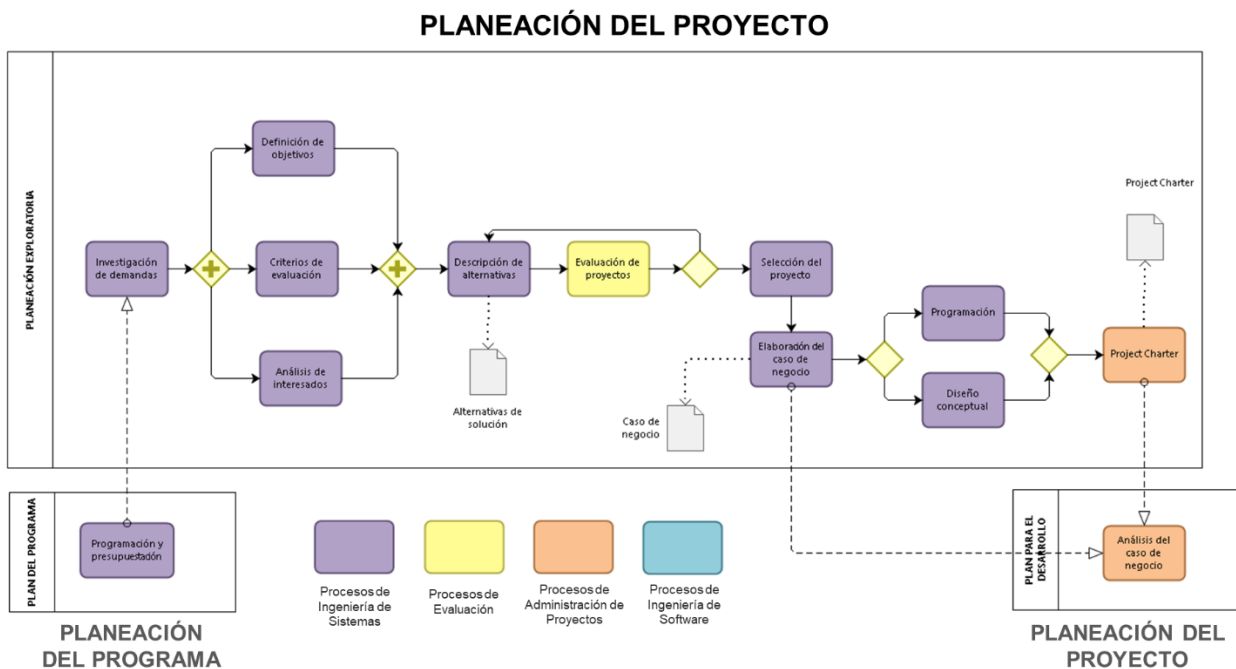 PLANEACIÓN DEL PROYECTO
PLANEACIÓN EXPLORATORIA
Definición de
objetivos
Project Charter
Investigación
de demandas
Criterios de
evaluación
Descripción de
alternativas
Evaluación de
proyectos
Selección del
proyecto
Programación
Elaboración del
caso de
negocio
Project Charter
Análisis de
interesados
Diseño
conceptual
Alternativas de
solución
Caso de
negocio
PLAN DEL PROGRAMA
Programación y
presupuestación
Procesos de
Ingeniería de
Sistemas
Procesos de
Evaluación
Procesos de
Administración de
Proyectos
Procesos de
Ingeniería de
Software
PLAN PARA EL
DESARROLLO
Análisis del
caso de
negocio
PLANEACIÓN
DEL PROGRAMA
PLANEACIÓN DEL
PROYECTO